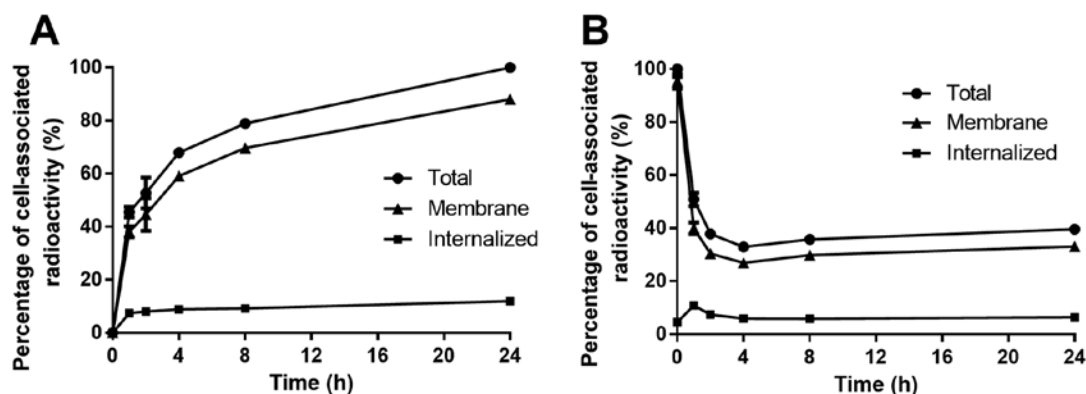 A
Percentage of cell-associated
radioactivity (%)
100
80
60
40
20
0
Total
Membrane
Internalized
0 4 8 12 16 20 24
Time (h)
B
Percentage of cell-associated
radioactivity (%)
100
80
60
40
20
0
Total
Membrane
Internalized
0 4 8 12 16 20 24
Time (h)